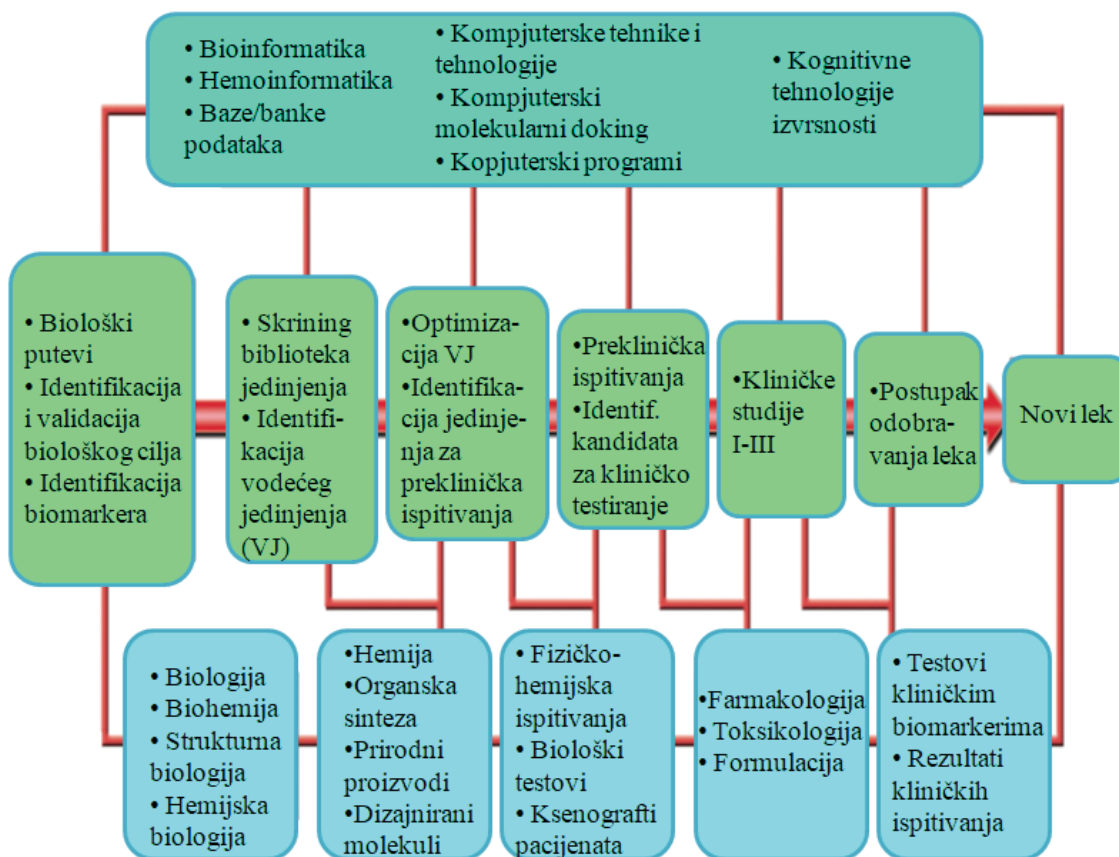 • Bioinformatika
• Hemoinformatika
• Baze/banke
podataka
• Kompjuterske tehnike i
tehnologije
• Kompjuterski
molekularni doking
• Kopjuterski programi
• Kognitivne
tehnologije
izvrsnosti
• Biološki
putevi
• Identifikacija
i validacija
biološkog cilja
• Identifikacija
biomarkera
• Skrining
biblioteka
jedinjenja
• Identifi-
kacija
vodećeg
jedinjenja
(VJ)
•Optimiza-
cija VJ
•Identifika-
cija jedinje-
nja za
preklinička
ispitivanja
•Preklinička
ispitivanja
•Identif.
kandidata
za kliničko
testiranje
•Kliničke
studije
I-III
•Postupak
odobra-
vanja leka
Novi lek
• Biologija
• Biohemija
• Strukturna
biologija
• Hemijska
biologija
•Hemija
•Organska
sinteza
•Prirodni
proizvodi
•Dizajnirani
molekuli
• Fizičko-
hemijska
ispitivanja
• Biološki
testovi
• Ksenografti
pacijenata
•Farmakologija
• Toksikologija
• Formulacija
• Testovi
kliničkim
biomarkerima
• Rezultati
kliničkih
ispitivanja